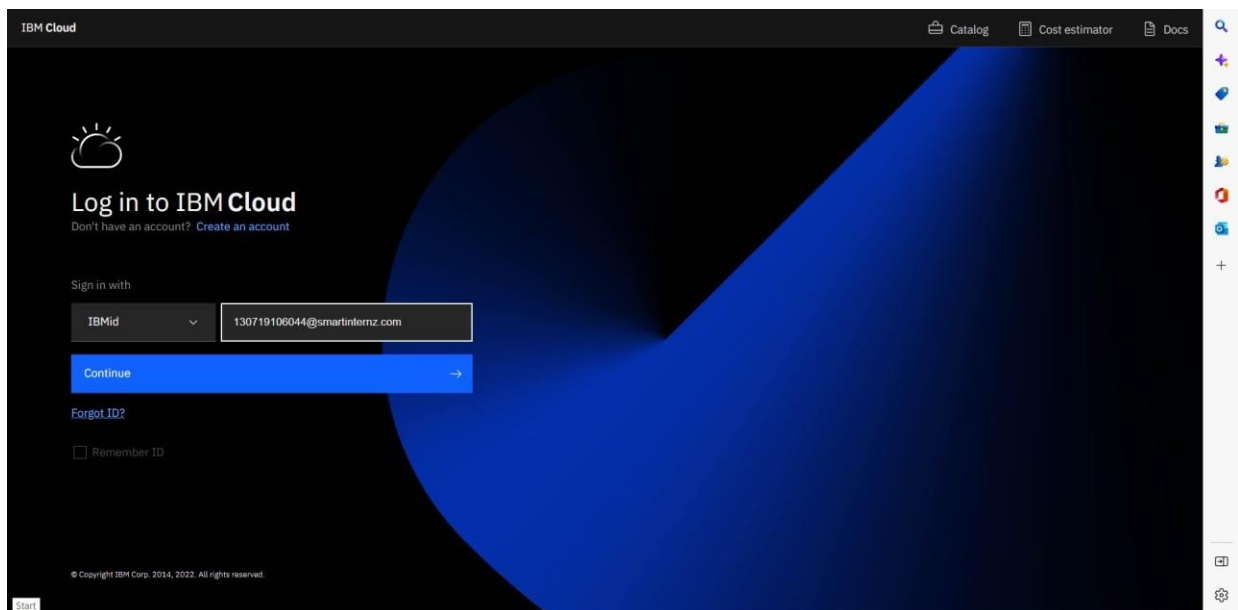 IBM Cloud
Catalog
Cost estimator
Docs
Log in to IBM Cloud
Don't have an account? Create an account
Sign in with
IBMid
130719106044@smartinternz.com
Continue
Forgot ID?
Remember ID
© Copyright IBM Corp. 2014, 2022. All rights reserved.
Start